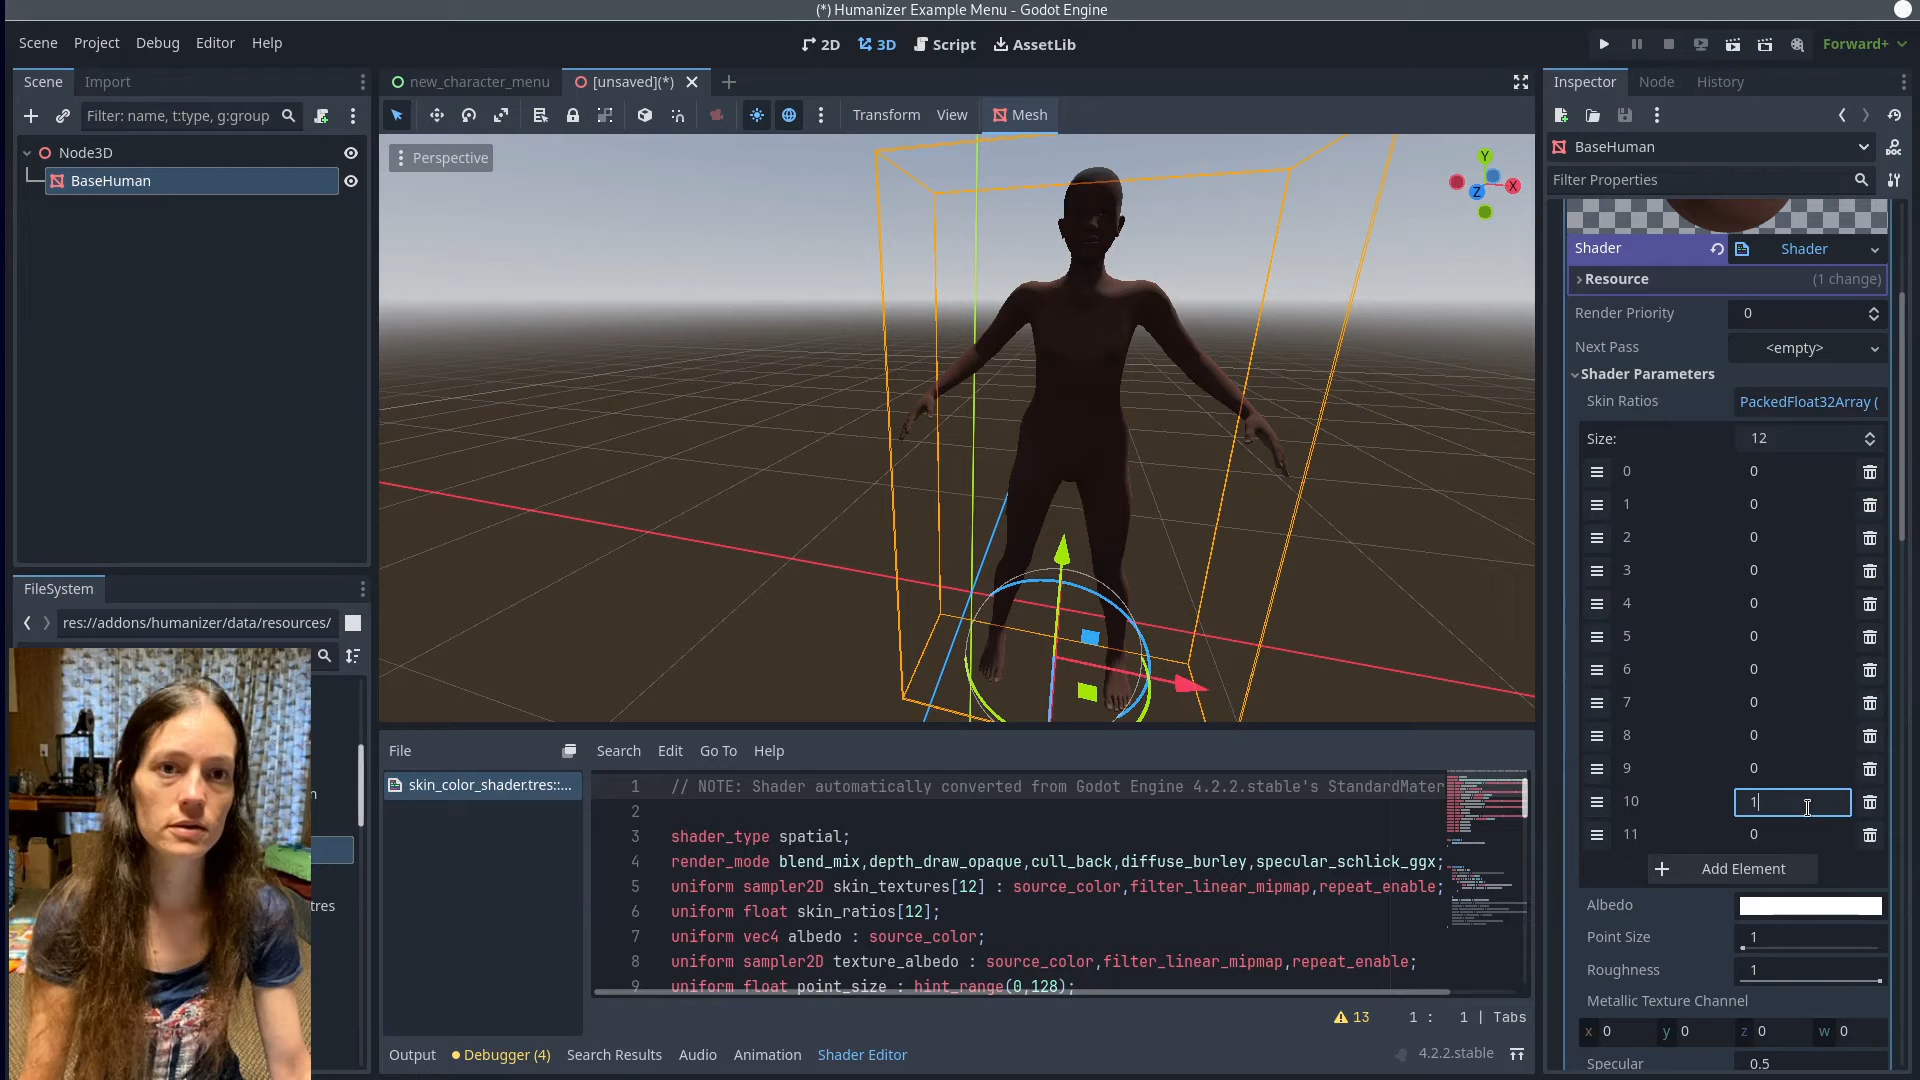 (*) Humanizer Example Menu - Godot Engine
Scene Project Debug Editor Help
2D 3D Script AssetLib
Forward+
Scene Import
new_character_menu [unsaved](*)
Inspector Node History
Filter: name, t:type, g:group
Transform View Mesh
Node3D
BaseHuman
Perspective
Y
X
Z
BaseHuman
Filter Properties
Shader Shader
Resource (1 change)
Render Priority 0
Next Pass <empty>
Shader Parameters
Skin Ratios PackedFloat32Array (
Size: 12
0 0
1 0
2 0
3 0
4 0
5 0
6 0
7 0
8 0
9 0
10 1
11 0
Add Element
Albedo
Point Size 1
Roughness 1
Metallic Texture Channel
x 0 y 0 z 0 w 0
Specular 0.5
FileSystem
res://addons/humanizer/data/resources/
tres
File Search Edit Go To Help
skin_color_shader.tres::...
1 // NOTE: Shader automatically converted from Godot Engine 4.2.2.stable's StandardMater
2
3 shader_type spatial;
4 render_mode blend_mix,depth_draw_opaque,cull_back,diffuse_burley,specular_schlick_ggx;
5 uniform sampler2D skin_textures[12] : source_color,filter_linear_mipmap,repeat_enable;
6 uniform float skin_ratios[12];
7 uniform vec4 albedo : source_color;
8 uniform sampler2D texture_albedo : source_color,filter_linear_mipmap,repeat_enable;
9 uniform float point_size : hint_range(0,128);
13 1 : 1 | Tabs
Output Debugger (4) Search Results Audio Animation Shader Editor 4.2.2.stable